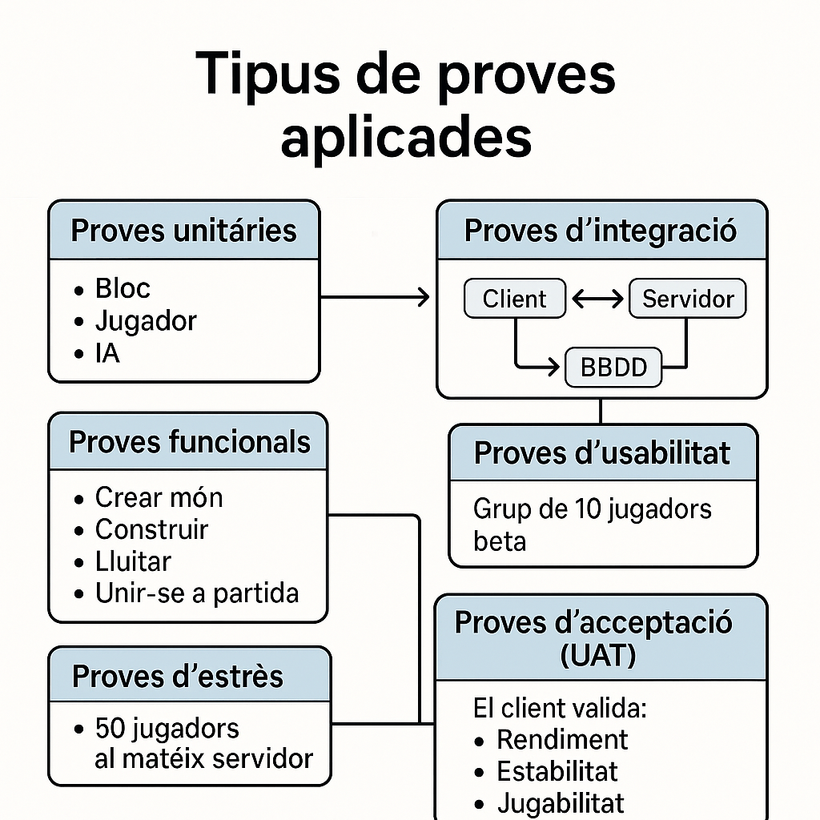 Tipus de proves
aplicades
Proves unitáries
• Bloc
• Jugador
• IA
Proves d’integració
Client
Servidor
BBDD
Proves funcionals
• Crear món
• Construir
• Lluitar
• Unir-se a partida
Proves d’usabilitat
Grup de 10 jugadors
beta
Proves d’estrès
• 50 jugadors
al matéix servidor
Proves d’acceptació
(UAT)
El client valida:
• Rendiment
• Estabilitat
• Jugabilitat